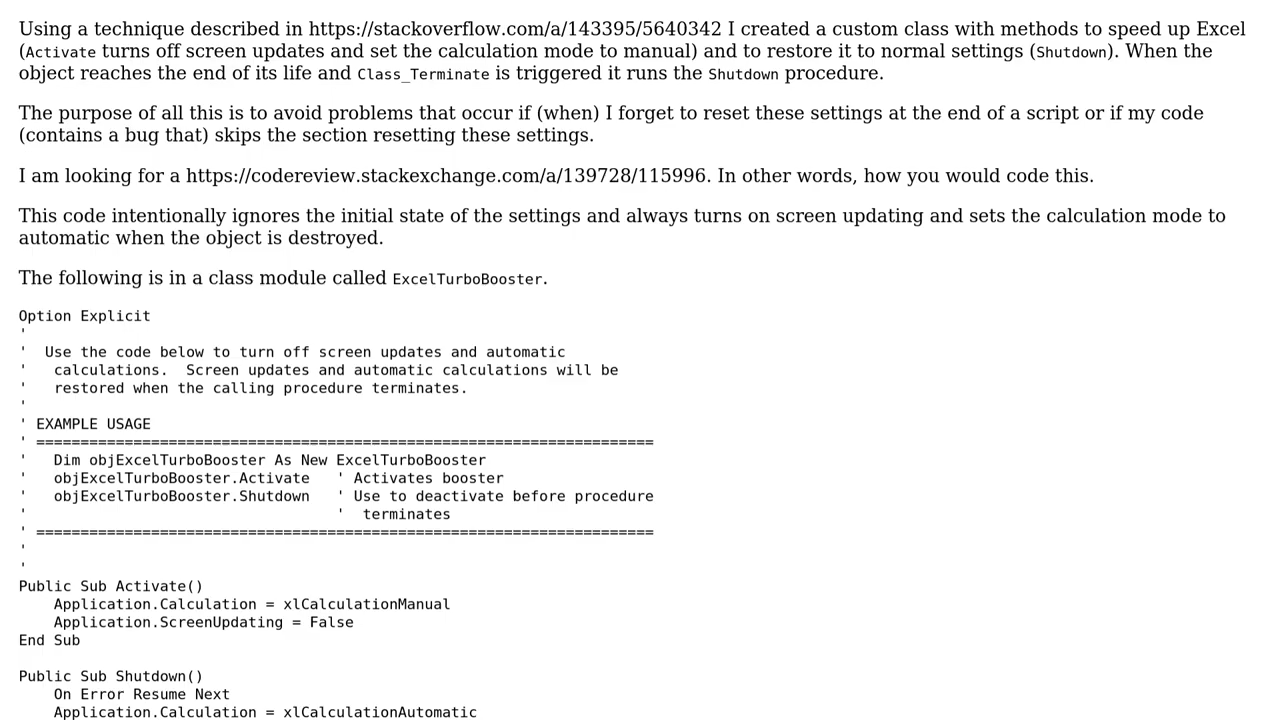 Using a technique described in https://stackoverflow.com/a/143395/5640342 I created a custom class with methods to speed up Excel
(Activate turns off screen updates and set the calculation mode to manual) and to restore it to normal settings (Shutdown). When the
object reaches the end of its life and Class_Terminate is triggered it runs the Shutdown procedure.
The purpose of all this is to avoid problems that occur if (when) I forget to reset these settings at the end of a script or if my code
(contains a bug that) skips the section resetting these settings.
I am looking for a https://codereview.stackexchange.com/a/139728/115996. In other words, how you would code this.
This code intentionally ignores the initial state of the settings and always turns on screen updating and sets the calculation mode to
automatic when the object is destroyed.
The following is in a class module called ExcelTurboBooster.
Option Explicit
'
'  Use the code below to turn off screen updates and automatic
'   calculations.  Screen updates and automatic calculations will be
'   restored when the calling procedure terminates.
'
' EXAMPLE USAGE
' ======================================================================
'   Dim objExcelTurboBooster As New ExcelTurboBooster
'   objExcelTurboBooster.Activate   ' Activates booster
'   objExcelTurboBooster.Shutdown   ' Use to deactivate before procedure
'                                   '  terminates
' ======================================================================
'
'
Public Sub Activate()
    Application.Calculation = xlCalculationManual
    Application.ScreenUpdating = False
End Sub
Public Sub Shutdown()
    On Error Resume Next
    Application.Calculation = xlCalculationAutomatic